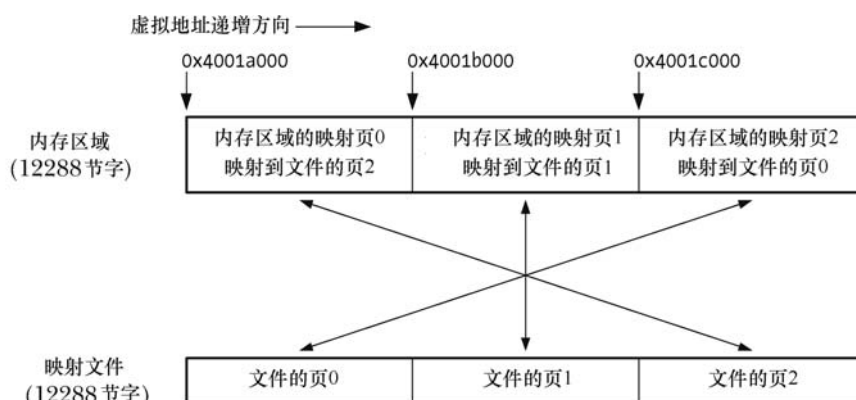 虚拟地址递增方向
0x4001a000 0x4001b000 0x4001c000
内存区域
(12288节字)
内存区域的映射页0
映射到文件的页2
内存区域的映射页1
映射到文件的页1
内存区域的映射页2
映射到文件的页0
映射文件
(12288节字)
文件的页0
文件的页1
文件的页2